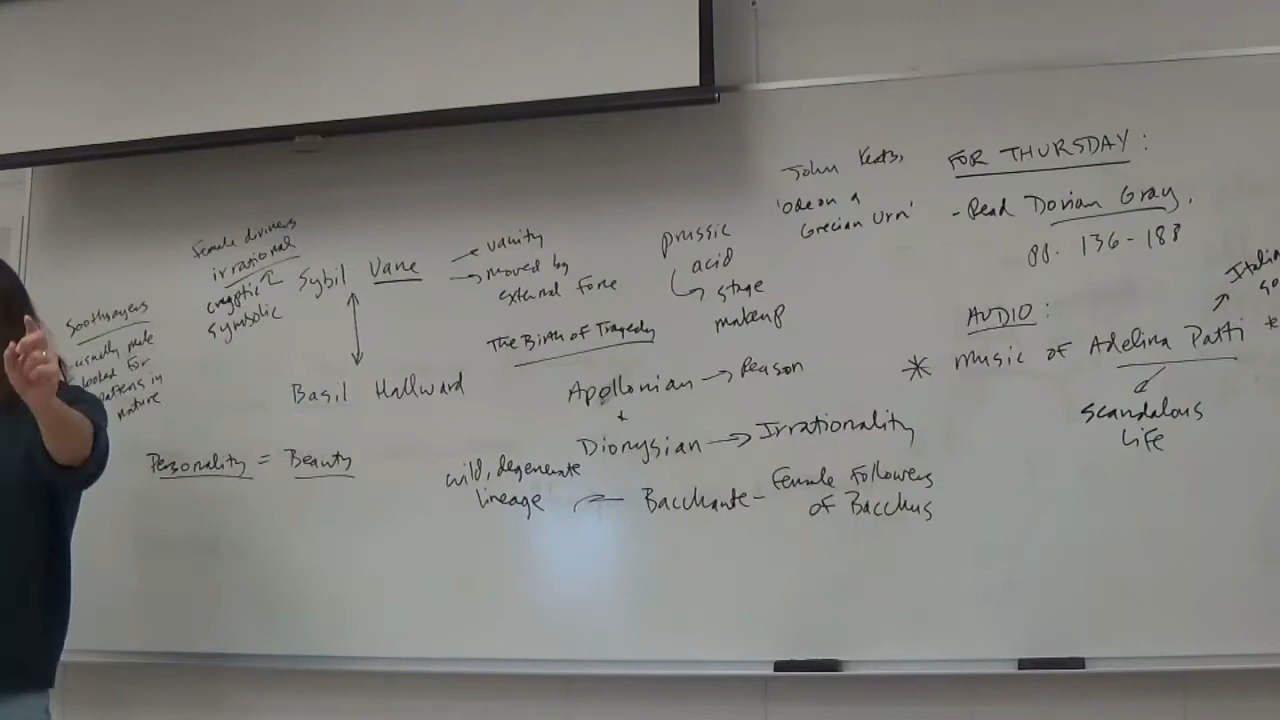 Soothsayers
-usually male
looked for
patterns in
nature
female diviners
irrational
cryptic
symbolic
Sybil Vane
vanity
moved by
external force
Basil Hallward
Personality = Beauty
The Birth of Tragedy
Apollonian → Reason
+
Dionysian → Irrationality
wild, degenerate
lineage
Bacchante - Female Followers
of Bacchus
prussic
acid
stage
makeup
John Keats,
'Ode on a
Grecian Urn'
FOR THURSDAY:
- Read Dorian Gray,
pp. 136-188
AUDIO:
* Music of Adelina Patti *
scandalous
life